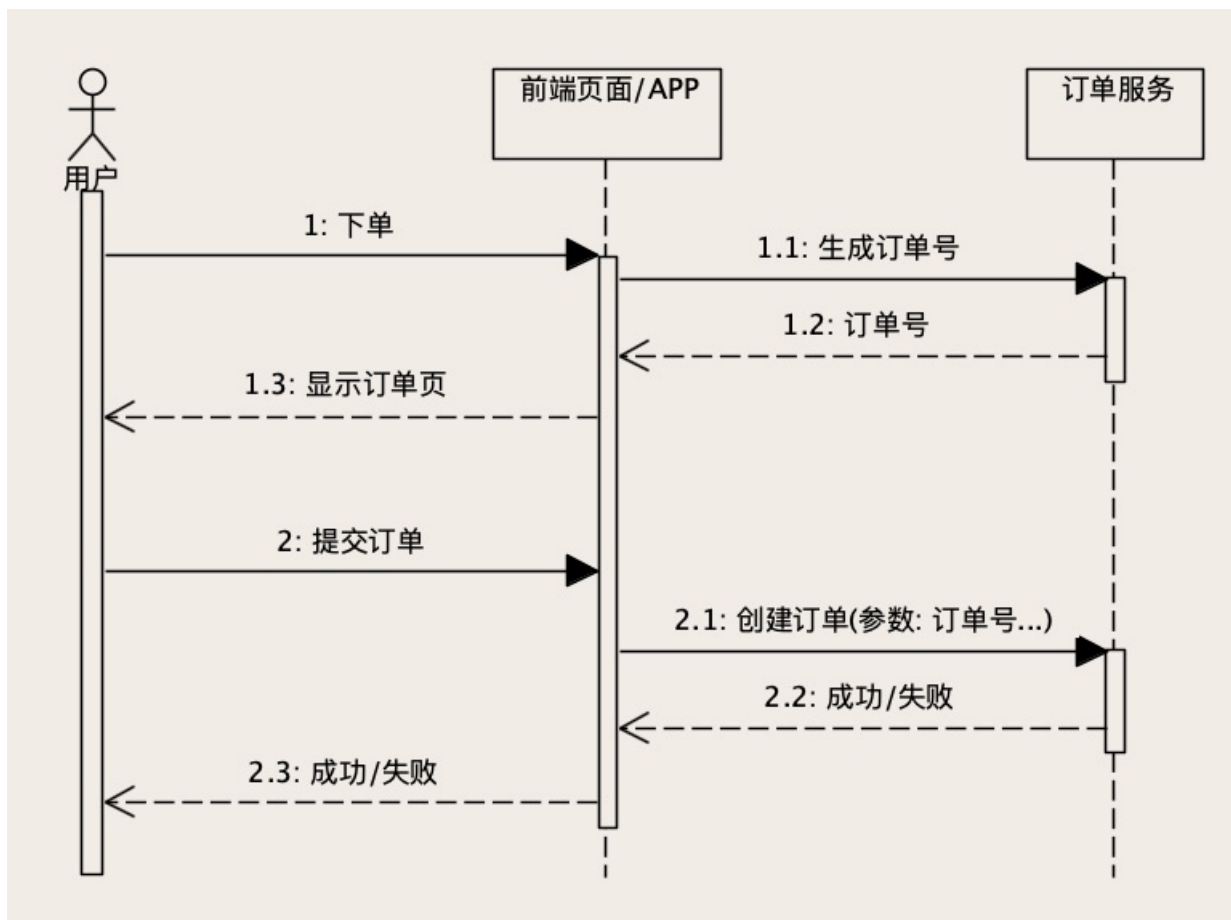 用户
前端页面/APP
订单服务
1: 下单
1.1: 生成订单号
1.2: 订单号
1.3: 显示订单页
2: 提交订单
2.1: 创建订单(参数: 订单号...)
2.2: 成功/失败
2.3: 成功/失败